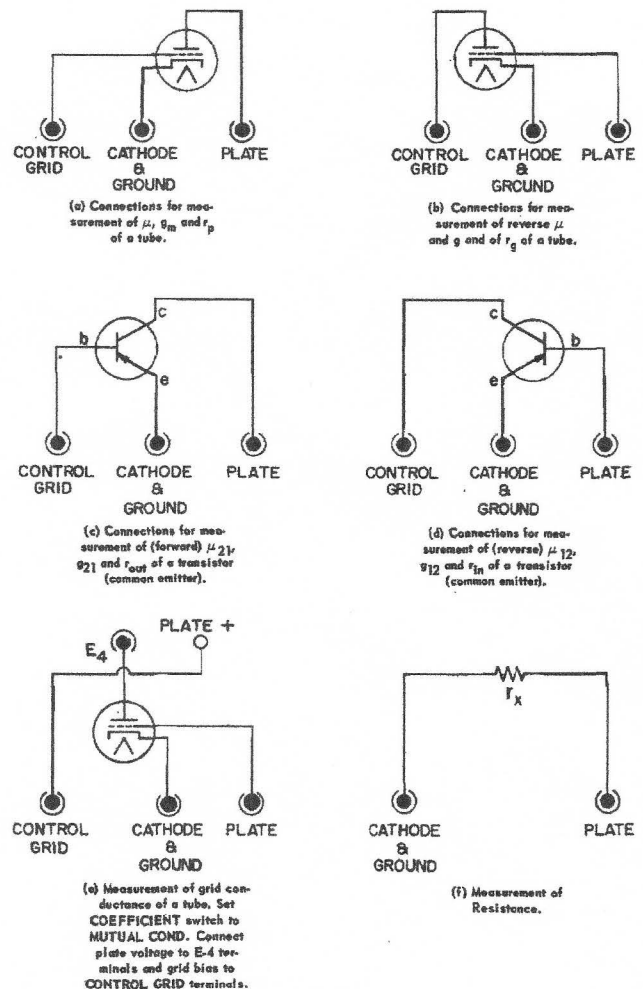 CONTROL GRID
CATHODE & GROUND
PLATE
(a) Connections for mea-
surement of μ, gm and rp
of a tube.
CONTROL GRID
CATHODE & GRCUND
PLATE
(b) Connections for mea-
surement of reverse μ
and g and of rg of a tube.
c
b
e
CONTROL GRID
CATHODE & GROUND
PLATE
(c) Connections for mea-
surement of (forward) μ21,
g21 and rout of a transistor
(common emitter).
c
b
e
CONTROL GRID
CATHODE & GROUND
PLATE
(d) Connections for mea-
surement of (reverse) μ12,
g12 and rin of a transistor
(common emitter).
PLATE +
E4
CONTROL GRID
CATHODE & GROUND
PLATE
(e) Measurement of grid con-
ductance of a tube. Set
COEFFICIENT switch to
MUTUAL COND. Connect
plate voltage to E-4 ter-
minals and grid bias to
CONTROL GRID terminals.
rx
CATHODE & GROUND
PLATE
(f) Measurement of
Resistance.